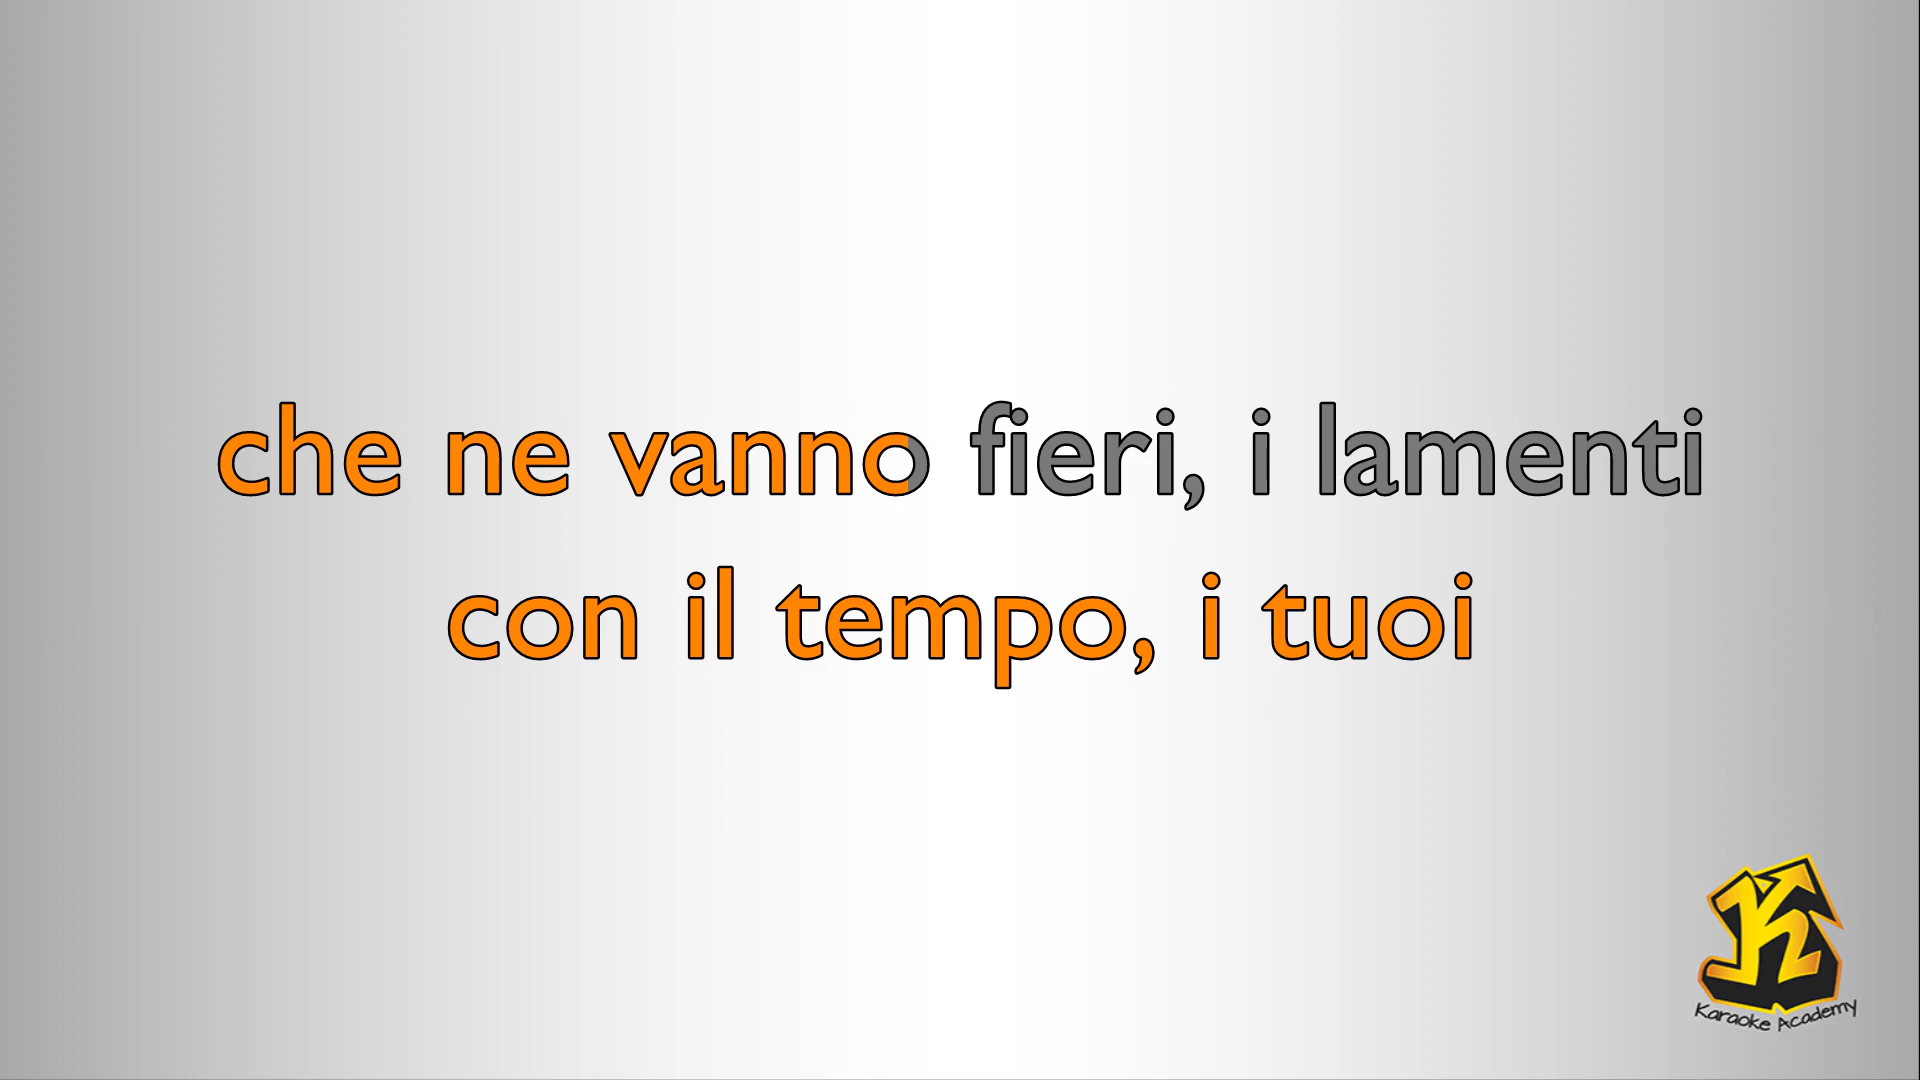 che ne vanno fieri, i lamenti
con il tempo, i tuoi
K
Karaoke Academy